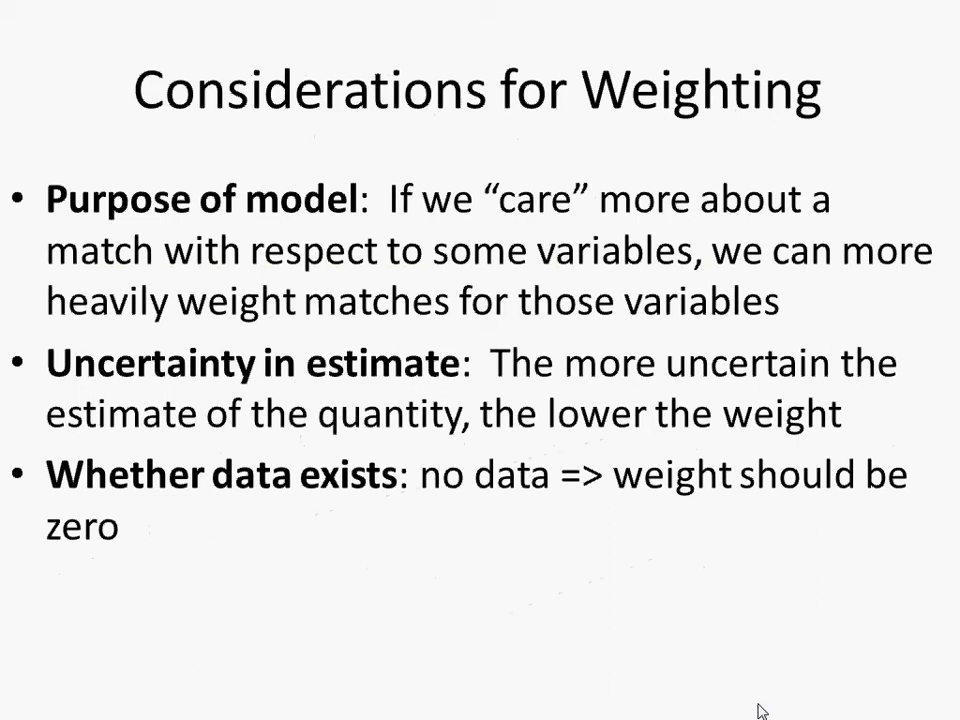 Considerations for Weighting
• Purpose of model:  If we “care” more about a
match with respect to some variables, we can more
heavily weight matches for those variables
• Uncertainty in estimate:  The more uncertain the
estimate of the quantity, the lower the weight
• Whether data exists: no data => weight should be
zero